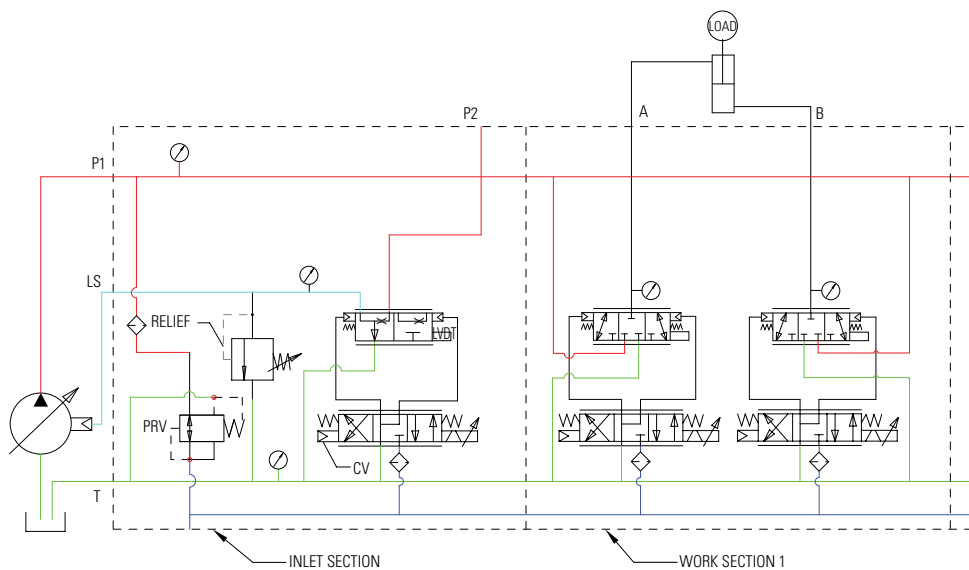 LOAD
A
B
P2
P1
LS
RELIEF
LVDT
PRV
CV
T
INLET SECTION
WORK SECTION 1